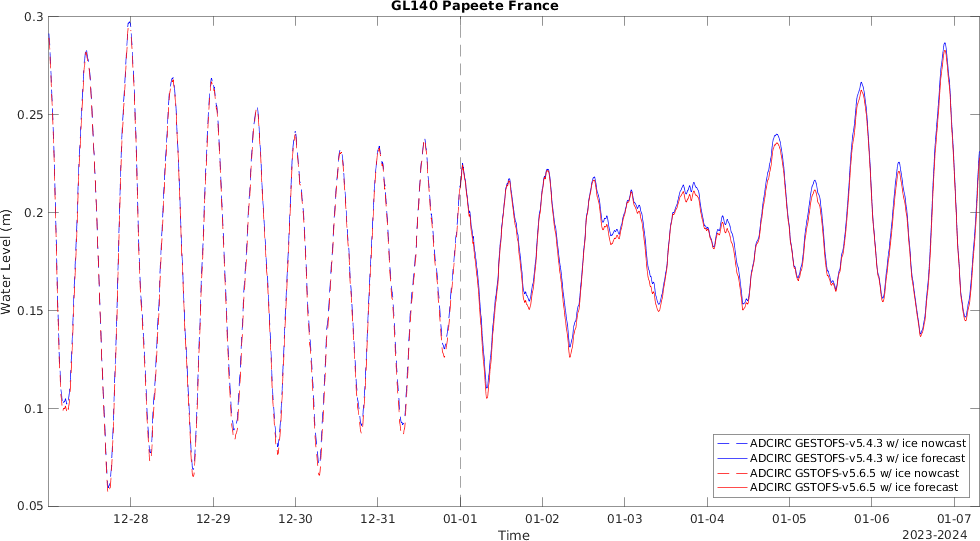 GL140 Papeete France
0.3
0.25
0.2
0.15
0.1
0.05
Water Level (m)
ADCIRC GESTOFS-v5.4.3 w/ ice nowcast
ADCIRC GESTOFS-v5.4.3 w/ ice forecast
ADCIRC GSTOFS-v5.6.5 w/ ice nowcast
ADCIRC GSTOFS-v5.6.5 w/ ice forecast
12-28 12-29 12-30 12-31 01-01 01-02 01-03 01-04 01-05 01-06 01-07
Time
2023-2024